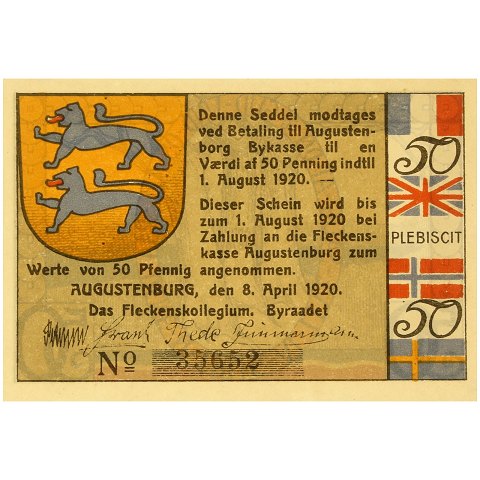 Denne Seddel modtages
ved Betaling til Augusten-
borg Bykasse til en
Værdi af 50 Penning indtil
1. August 1920. —
Dieser Schein wird bis
zum 1. August 1920 bei
Zahlung an die Fleckens-
kasse Augustenburg zum
Werte von 50 Pfennig angenommen.
AUGUSTENBURG, den 8. April 1920.
Das Fleckenskollegium. Byraadet
Thede
No 35652
50
PLEBISCIT
50